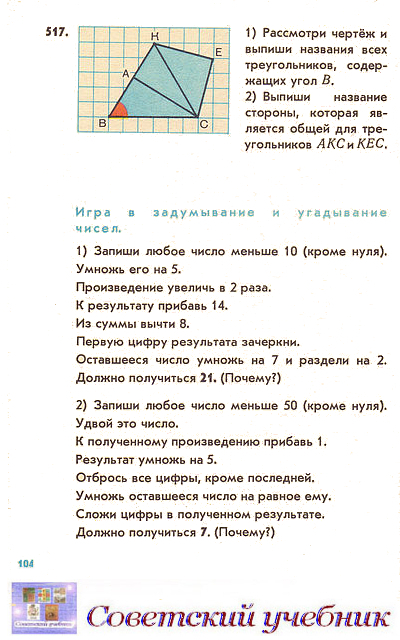 517.
K
E
A
B
C
1) Рассмотри чертёж и
выпиши названия всех
треугольников, содер-
жащих угол B.
2) Выпиши название
стороны, которая яв-
ляется общей для тре-
угольников AKC и KEC.
Игра в задумывание и угадывание
чисел.
1) Запиши любое число меньше 10 (кроме нуля).
Умножь его на 5.
Произведение увеличь в 2 раза.
К результату прибавь 14.
Из суммы вычти 8.
Первую цифру результата зачеркни.
Оставшееся число умножь на 7 и раздели на 2.
Должно получиться 21. (Почему?)
2) Запиши любое число меньше 50 (кроме нуля).
Удвой это число.
К полученному произведению прибавь 1.
Результат умножь на 5.
Отбрось все цифры, кроме последней.
Умножь оставшееся число на равное ему.
Сложи цифры в полученном результате.
Должно получиться 7. (Почему?)
104
Советский учебник
Советский учебник